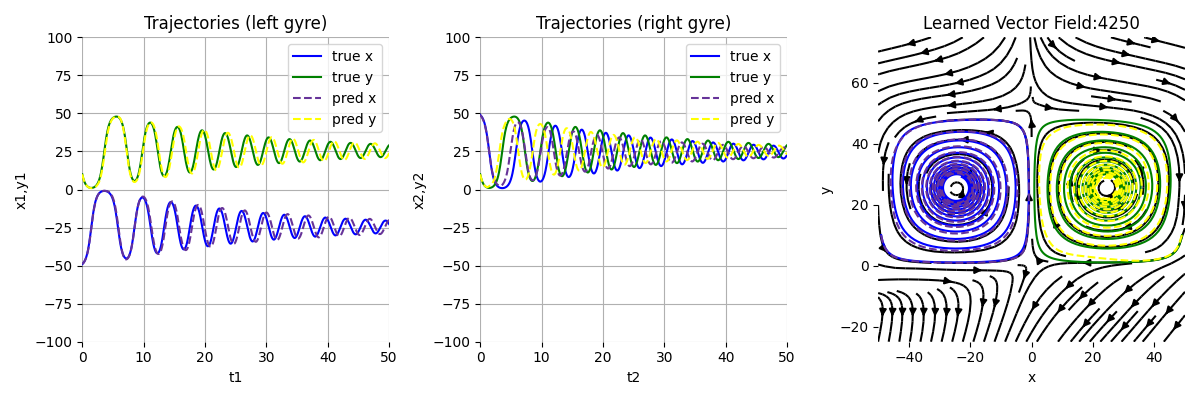 Trajectories (left gyre)
100
75
50
25
0
−25
−50
−75
−100
x1,y1
0
10
20
30
40
50
t1
true x
true y
pred x
pred y
Trajectories (right gyre)
100
75
50
25
0
−25
−50
−75
−100
x2,y2
0
10
20
30
40
50
t2
true x
true y
pred x
pred y
Learned Vector Field:4250
60
40
20
0
−20
y
−40
−20
0
20
40
x